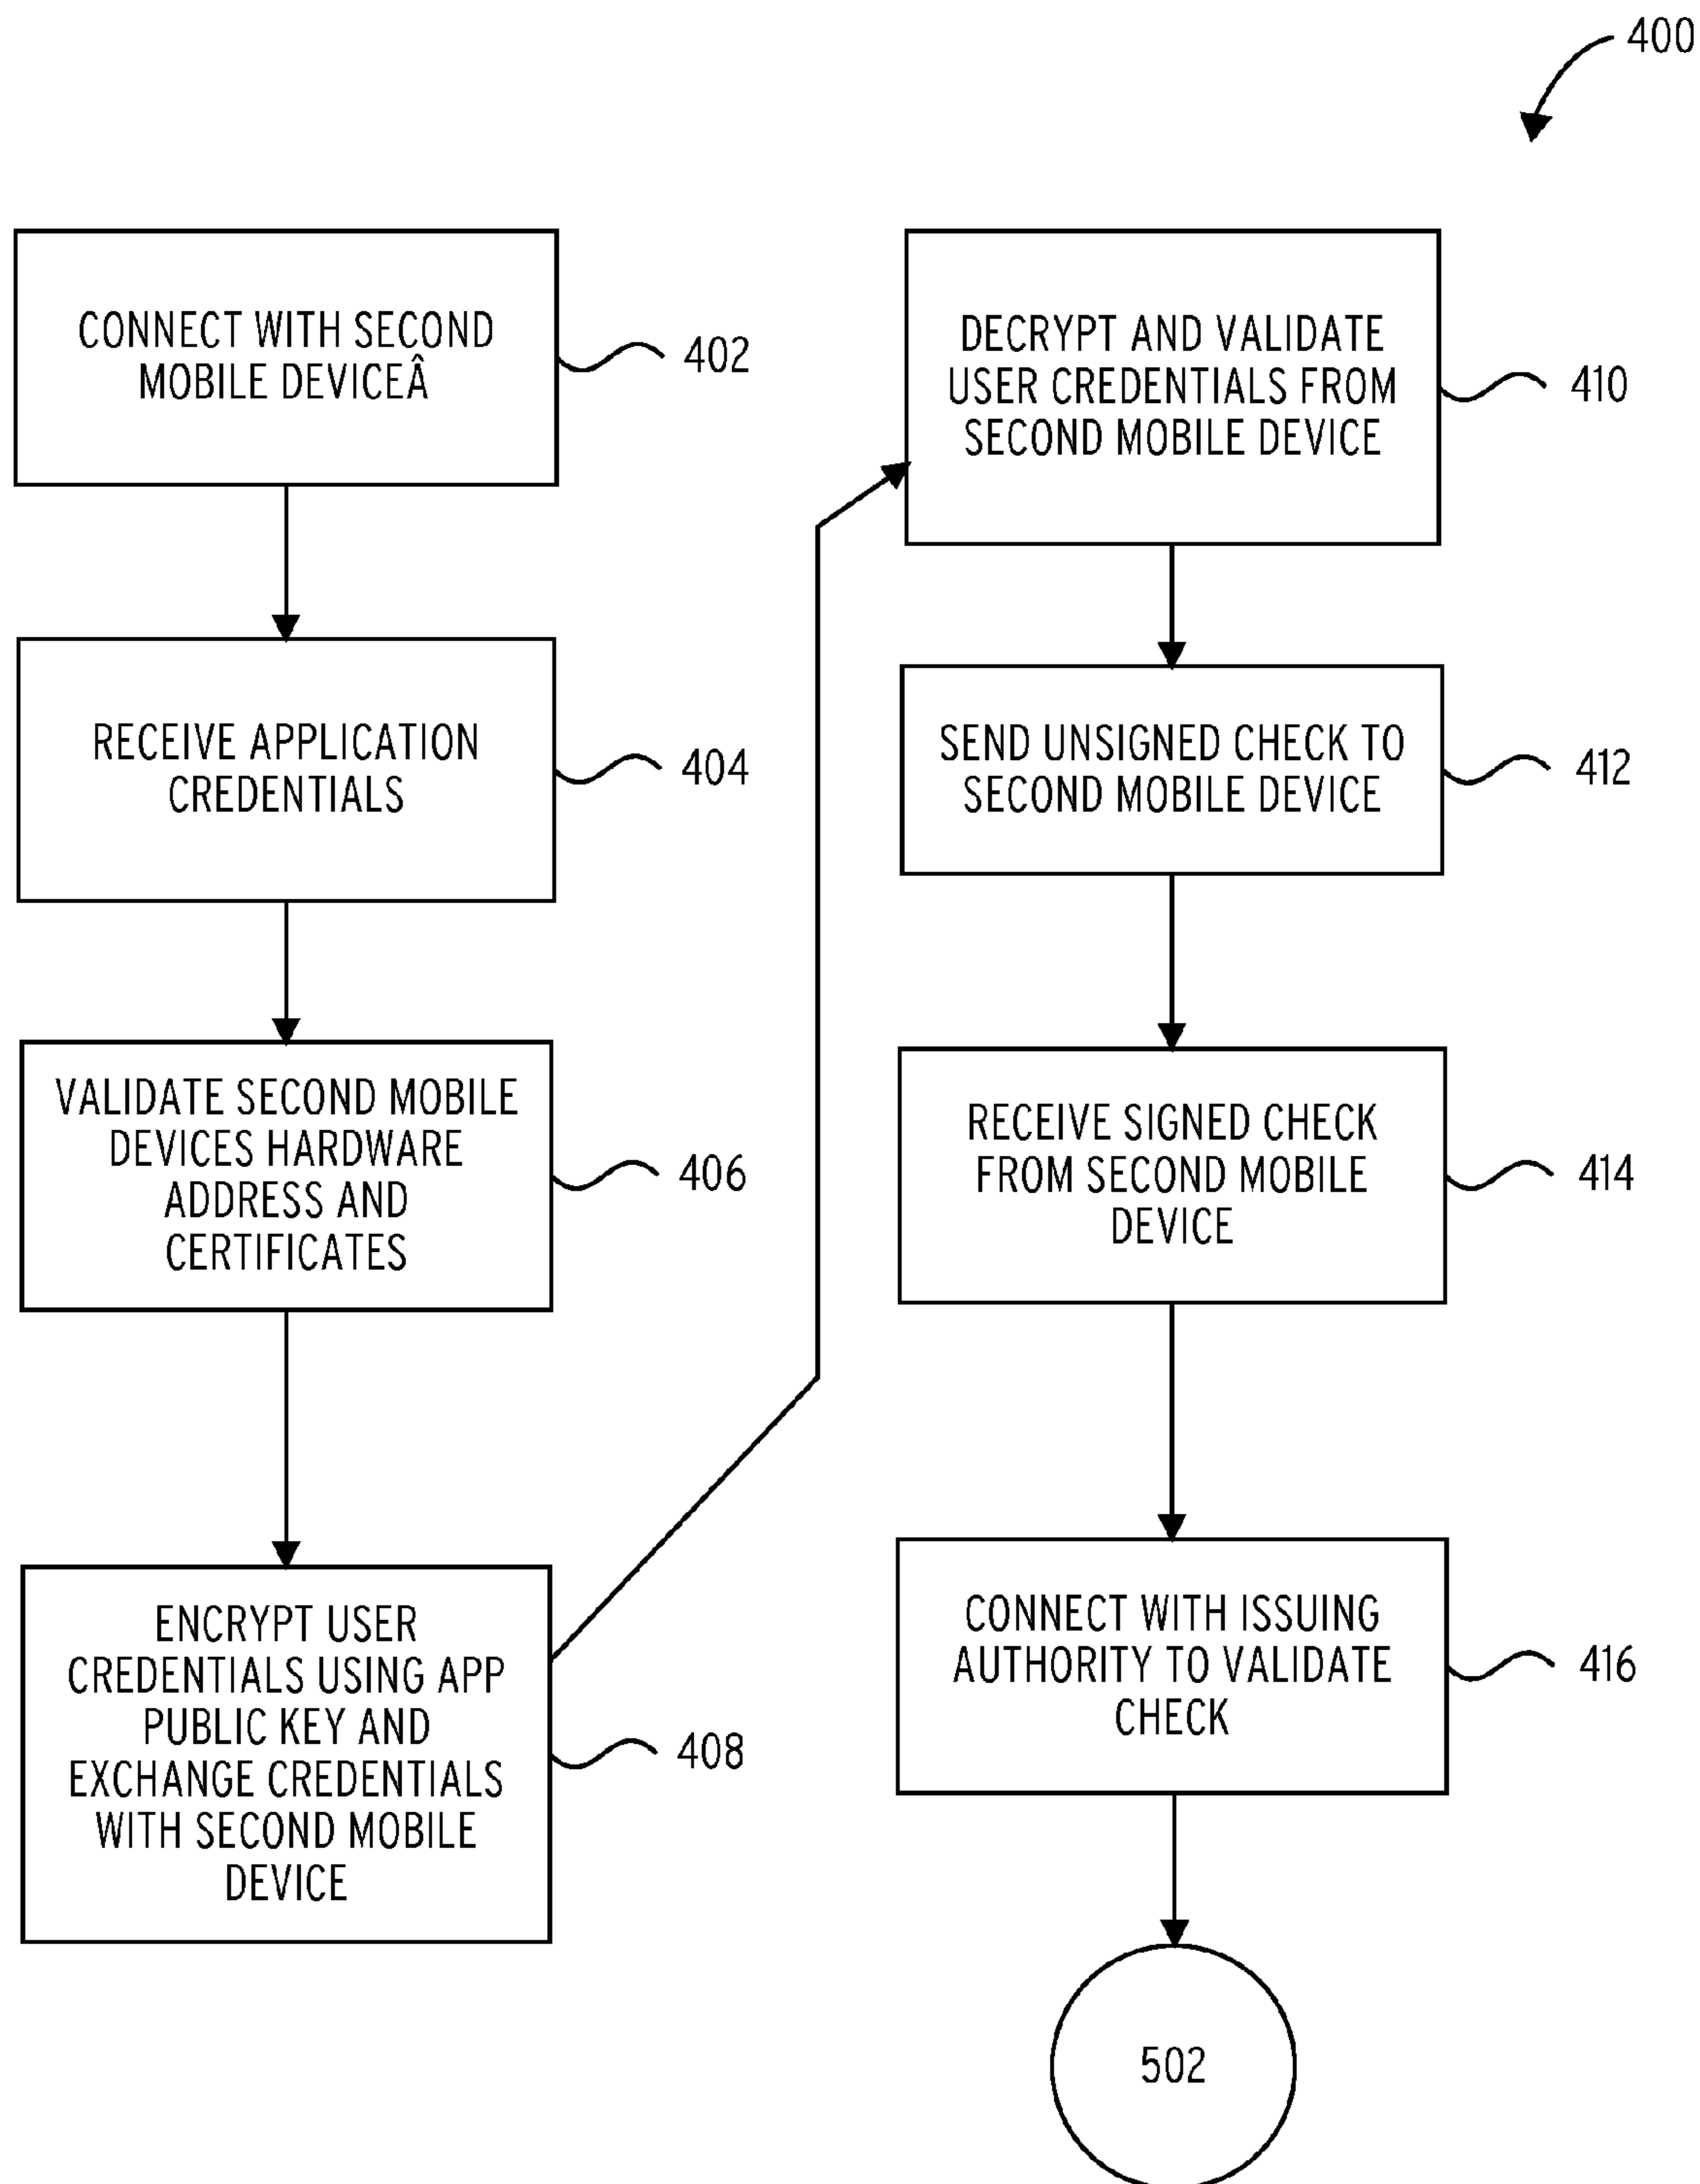 400
CONNECT WITH SECOND
MOBILE DEVICEÂ
402
RECEIVE APPLICATION
CREDENTIALS
404
VALIDATE SECOND MOBILE
DEVICES HARDWARE
ADDRESS AND
CERTIFICATES
406
ENCRYPT USER
CREDENTIALS USING APP
PUBLIC KEY AND
EXCHANGE CREDENTIALS
WITH SECOND MOBILE
DEVICE
408
DECRYPT AND VALIDATE
USER CREDENTIALS FROM
SECOND MOBILE DEVICE
410
SEND UNSIGNED CHECK TO
SECOND MOBILE DEVICE
412
RECEIVE SIGNED CHECK
FROM SECOND MOBILE
DEVICE
414
CONNECT WITH ISSUING
AUTHORITY TO VALIDATE
CHECK
416
502